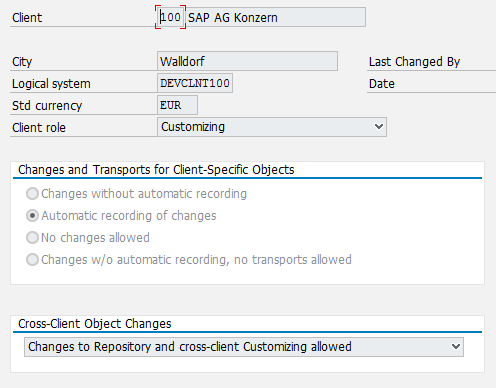 Client 100 SAP AG Konzern
City Walldorf Last Changed By
Logical system DEVCLNT100 Date
Std currency EUR
Client role Customizing
Changes and Transports for Client-Specific Objects
Changes without automatic recording
Automatic recording of changes
No changes allowed
Changes w/o automatic recording, no transports allowed
Cross-Client Object Changes
Changes to Repository and cross-client Customizing allowed